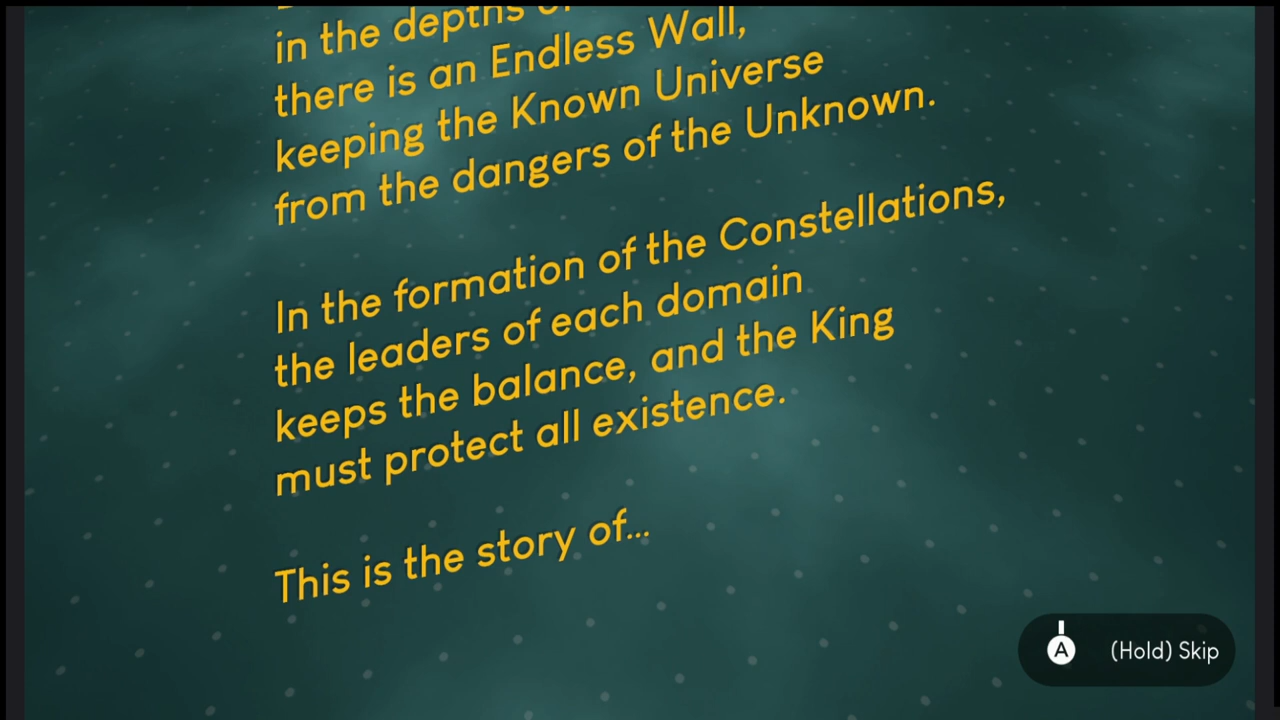 in the depths of
there is an Endless Wall,
keeping the Known Universe
from the dangers of the Unknown.
In the formation of the Constellations,
the leaders of each domain
keeps the balance, and the King
must protect all existence.
This is the story of...
A (Hold) Skip